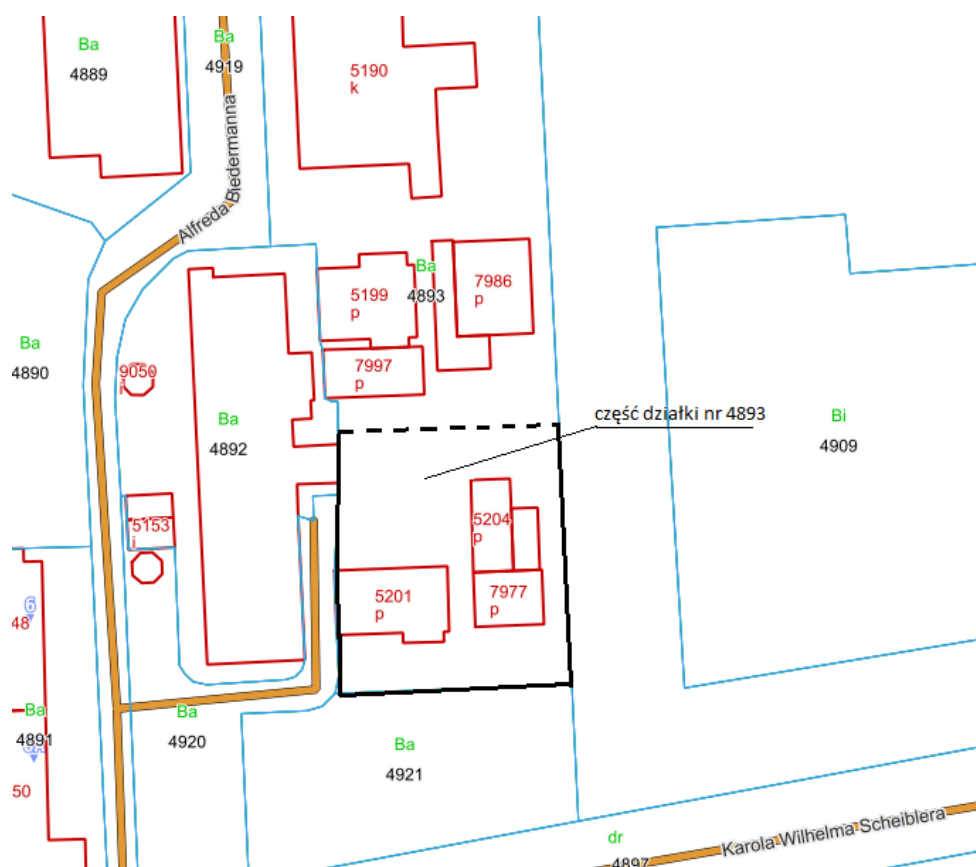 Ba
4889
Ba
4919
5190
k
Alfreda Biedermanna
Ba
4893
5199
p
7986
p
7997
p
Ba
4890
9050
Ba
4892
część działki nr 4893
Bi
4909
5153
i
5204
p
5201
p
7977
p
6
48
Ba
4891
50
Ba
4920
Ba
4921
dr
4897
Karola Wilhelma Scheiblera